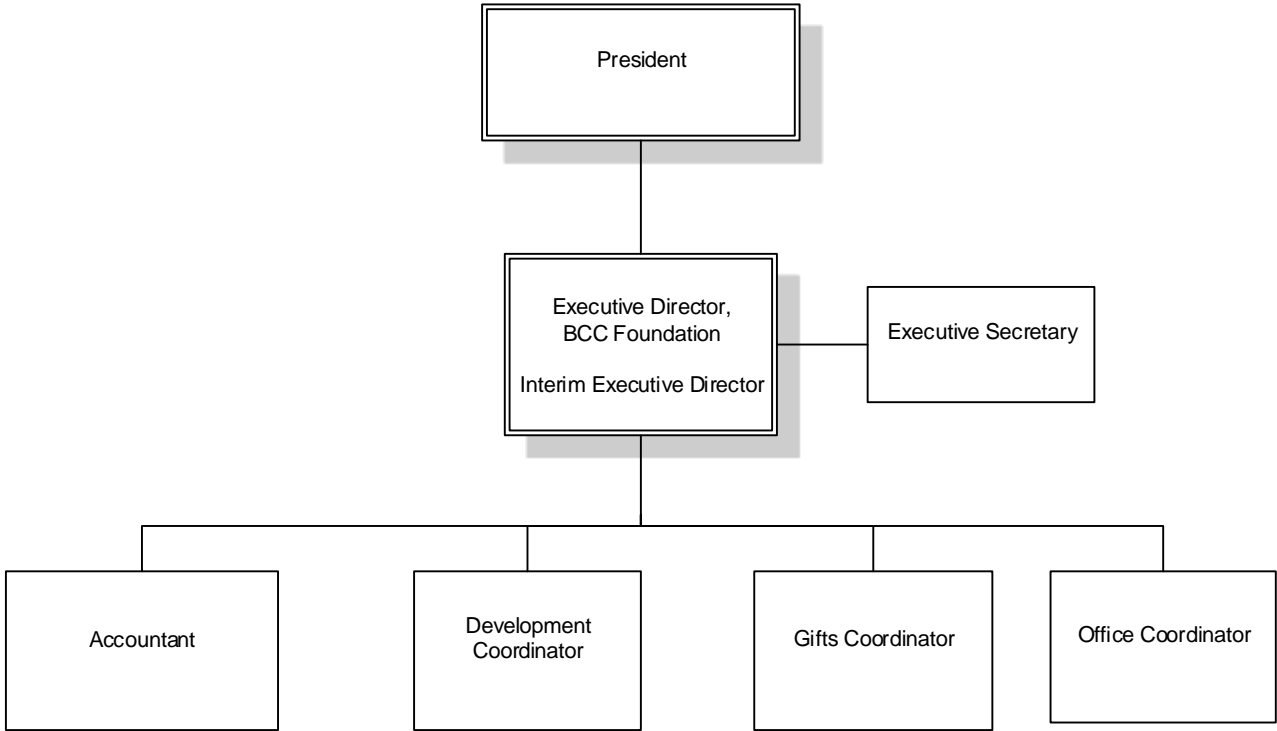 President
Executive Director,
BCC Foundation
Interim Executive Director
Executive Secretary
Accountant
Development
Coordinator
Gifts Coordinator
Office Coordinator